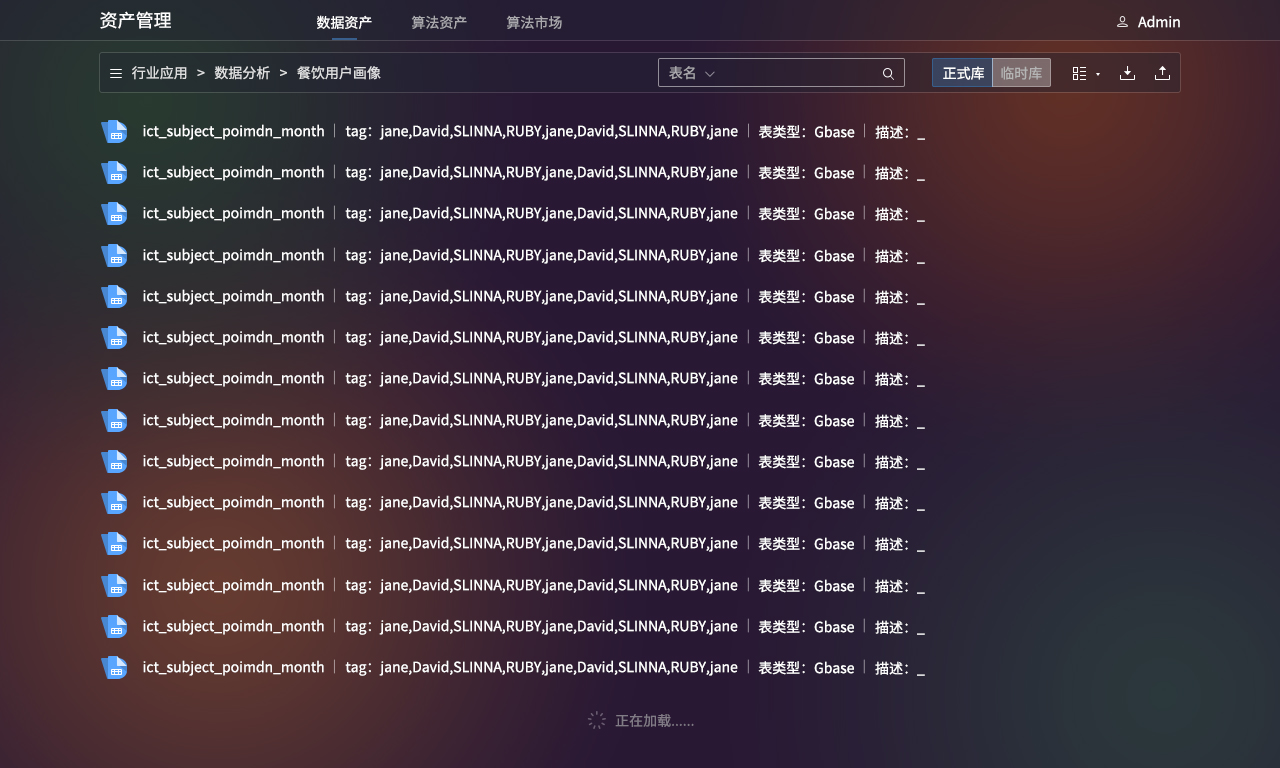 资产管理 数据资产 算法资产 算法市场 Admin
行业应用 > 数据分析 > 餐饮用户画像 表名 正式库 临时库
ict_subject_poimdn_month tag：jane,David,SLINNA,RUBY,jane,David,SLINNA,RUBY,jane 表类型：Gbase 描述：_
ict_subject_poimdn_month tag：jane,David,SLINNA,RUBY,jane,David,SLINNA,RUBY,jane 表类型：Gbase 描述：_
ict_subject_poimdn_month tag：jane,David,SLINNA,RUBY,jane,David,SLINNA,RUBY,jane 表类型：Gbase 描述：_
ict_subject_poimdn_month tag：jane,David,SLINNA,RUBY,jane,David,SLINNA,RUBY,jane 表类型：Gbase 描述：_
ict_subject_poimdn_month tag：jane,David,SLINNA,RUBY,jane,David,SLINNA,RUBY,jane 表类型：Gbase 描述：_
ict_subject_poimdn_month tag：jane,David,SLINNA,RUBY,jane,David,SLINNA,RUBY,jane 表类型：Gbase 描述：_
ict_subject_poimdn_month tag：jane,David,SLINNA,RUBY,jane,David,SLINNA,RUBY,jane 表类型：Gbase 描述：_
ict_subject_poimdn_month tag：jane,David,SLINNA,RUBY,jane,David,SLINNA,RUBY,jane 表类型：Gbase 描述：_
ict_subject_poimdn_month tag：jane,David,SLINNA,RUBY,jane,David,SLINNA,RUBY,jane 表类型：Gbase 描述：_
ict_subject_poimdn_month tag：jane,David,SLINNA,RUBY,jane,David,SLINNA,RUBY,jane 表类型：Gbase 描述：_
ict_subject_poimdn_month tag：jane,David,SLINNA,RUBY,jane,David,SLINNA,RUBY,jane 表类型：Gbase 描述：_
ict_subject_poimdn_month tag：jane,David,SLINNA,RUBY,jane,David,SLINNA,RUBY,jane 表类型：Gbase 描述：_
ict_subject_poimdn_month tag：jane,David,SLINNA,RUBY,jane,David,SLINNA,RUBY,jane 表类型：Gbase 描述：_
ict_subject_poimdn_month tag：jane,David,SLINNA,RUBY,jane,David,SLINNA,RUBY,jane 表类型：Gbase 描述：_
正在加载......